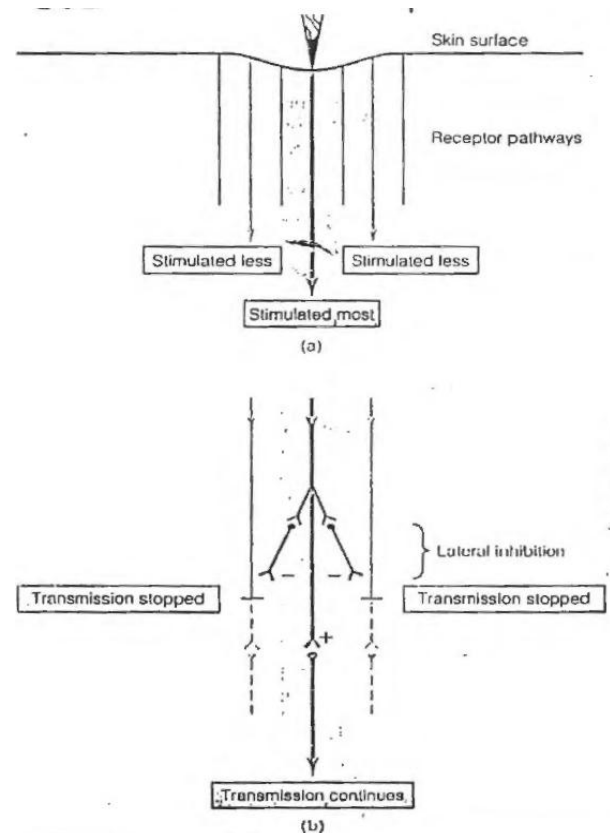 Skin surface
Receptor pathways
Stimulated less
Stimulated less
Stimulated most
(a)
Lateral inhibition
Transmission stopped
Transmission stopped
+
Transmission continues
(b)